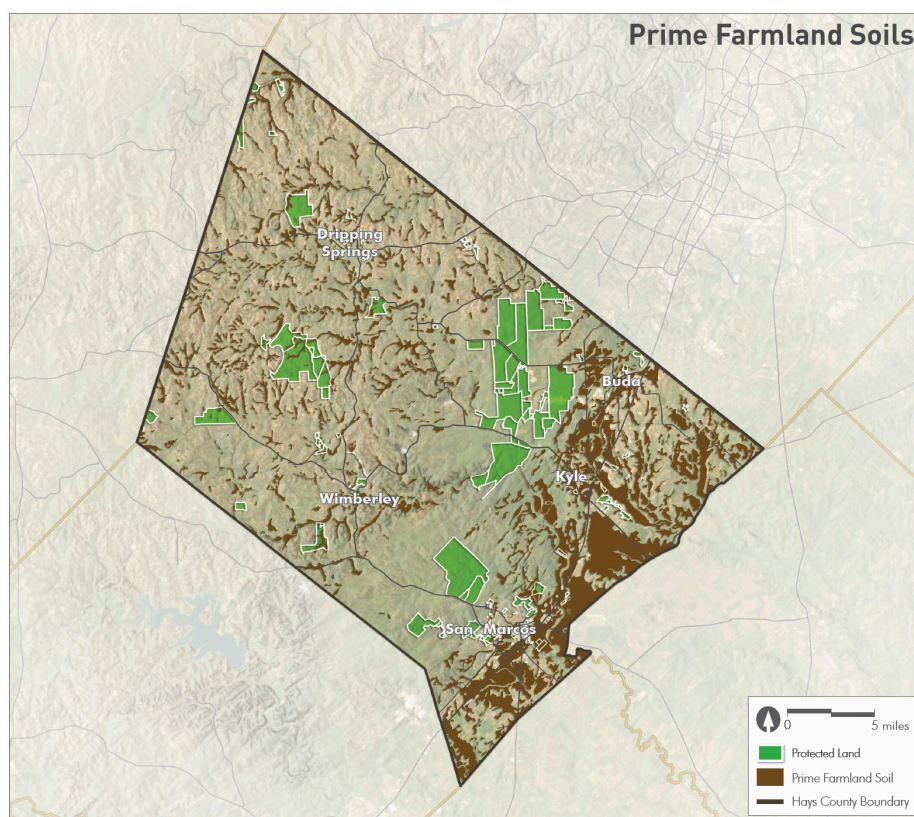 Prime Farmland Soils
Dripping
Springs
Buda
Kyle
Wimberley
San Marcos
0
5 miles
Protected Land
Prime Farmland Soil
Hays County Boundary